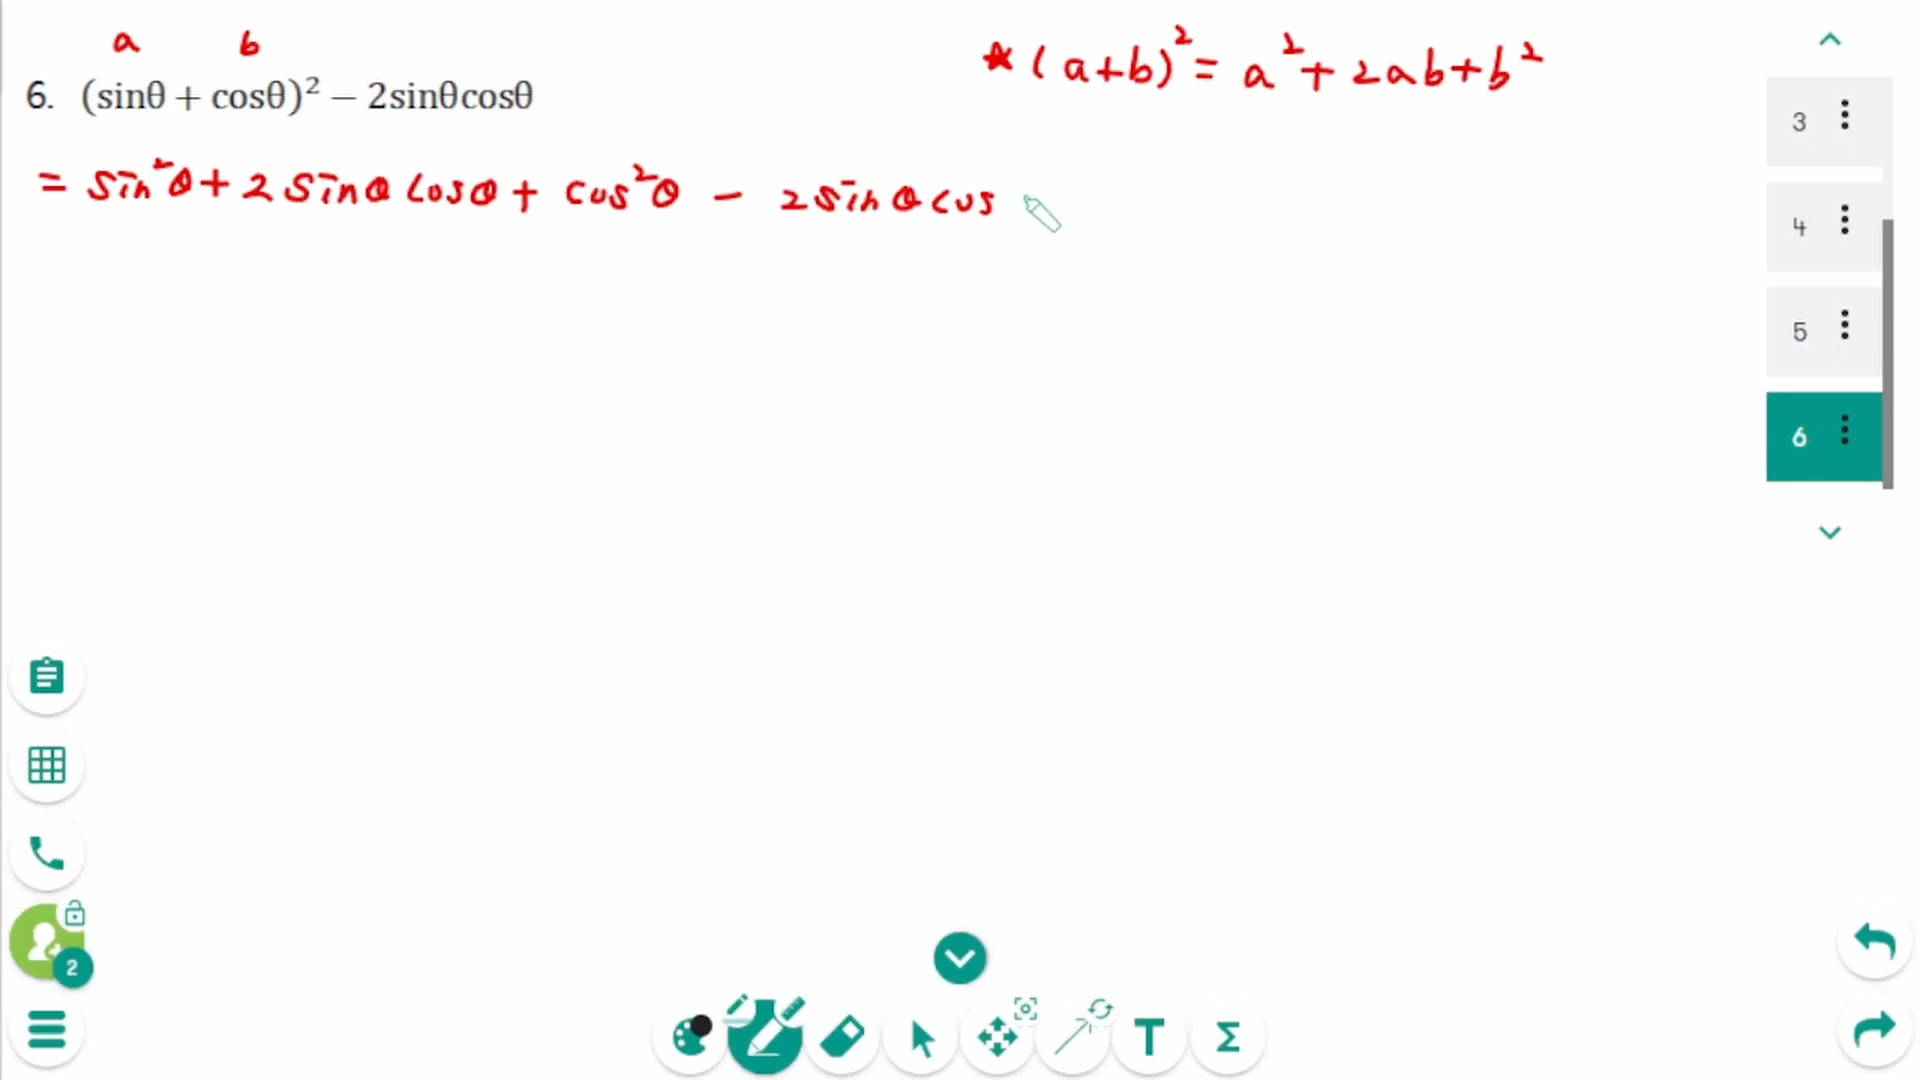 a b
★ (a+b)² = a² + 2ab + b²
6. (sinθ + cosθ)² − 2sinθcosθ
= sin²θ + 2 sinθ cosθ + cos²θ − 2 sinθ cos
3
4
5
6
2
T
Σ